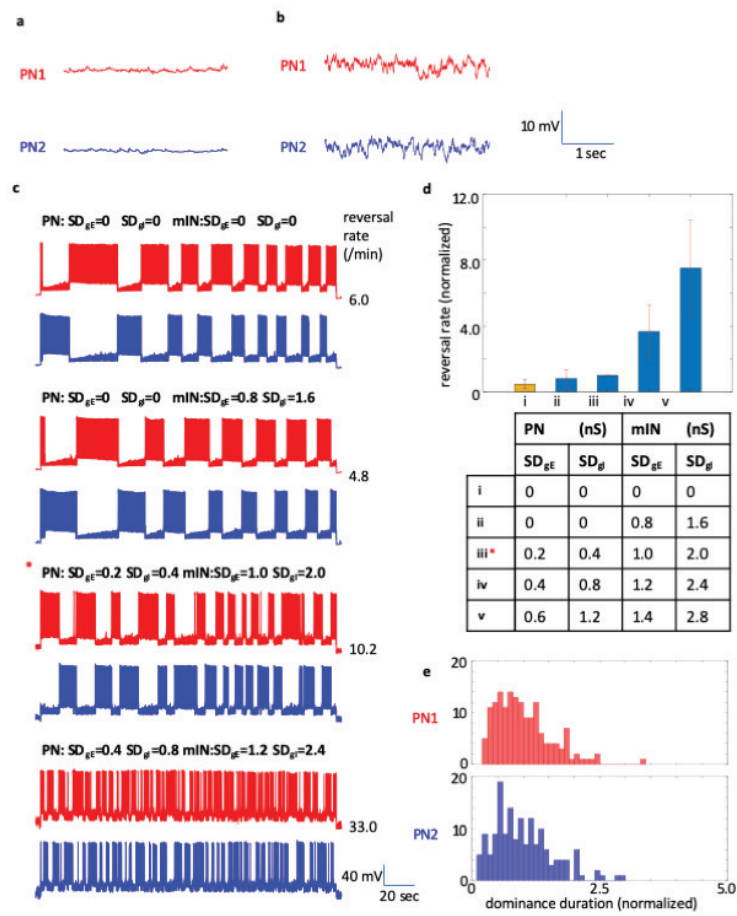 a
b
PN1
PN1
PN2
PN2
10 mV
1 sec
c
PN: SDgE=0 SDgI=0 mIN:SDgE=0 SDgI=0
reversal
rate
(/min)
6.0
PN: SDgE=0 SDgI=0 mIN:SDgE=0.8 SDgI=1.6
4.8
* PN: SDgE=0.2 SDgI=0.4 mIN:SDgE=1.0 SDgI=2.0
10.2
PN: SDgE=0.4 SDgI=0.8 mIN:SDgE=1.2 SDgI=2.4
33.0
40 mV
20 sec
d
reversal rate (normalized)
12.0
8.0
4.0
0
i ii iii iv v
PN (nS) mIN (nS)
SDgE SDgI SDgE SDgI
i 0 0 0 0
ii 0 0 0.8 1.6
iii* 0.2 0.4 1.0 2.0
iv 0.4 0.8 1.2 2.4
v 0.6 1.2 1.4 2.8
e
PN1
20
10
0
PN2
20
10
0
0 2.5 5.0
dominance duration (normalized)